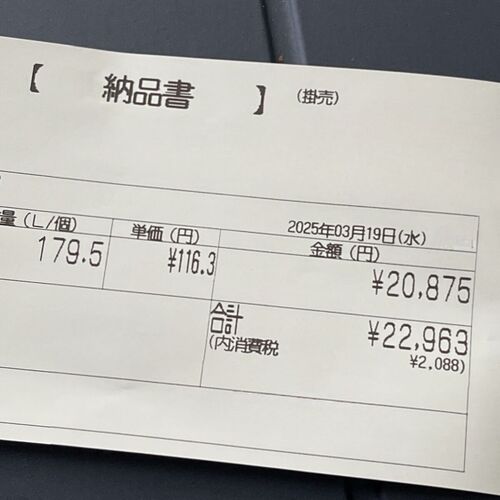 【 納品書 】 (掛売)
2025年03月19日(水)
量 (L/個) 単価 (円) 金額 (円)
179.5 ¥116.3 ¥20,875
合計 ¥22,963
(内消費税 ¥2.088)